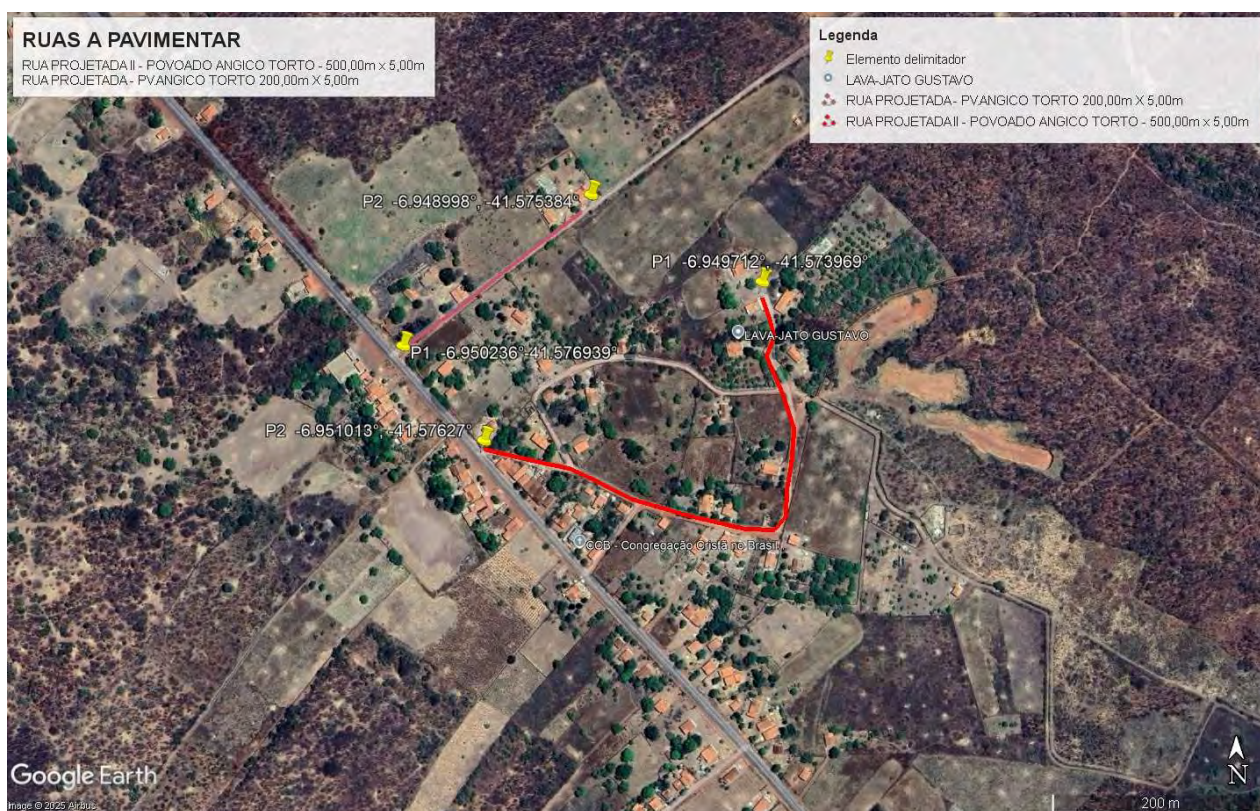 RUAS A PAVIMENTAR
RUA PROJETADA II - POVOADO ANGICO TORTO - 500,00m x 5,00m
RUA PROJETADA - PV.ANGICO TORTO 200,00m X 5,00m
Legenda
Elemento delimitador
LAVA-JATO GUSTAVO
RUA PROJETADA - PV.ANGICO TORTO 200,00m X 5,00m
RUA PROJETADA II - POVOADO ANGICO TORTO - 500,00m x 5,00m
P2 -6.948998°, -41.575384°
P1 -6.949712°, -41.573969°
LAVA-JATO GUSTAVO
P1 -6.950236°-41.576939°
P2 -6.951013°, -41.57627°
CCB - Congregação Cristã no Brasil
Google Earth
Image © 2025 Airbus
N
200 m